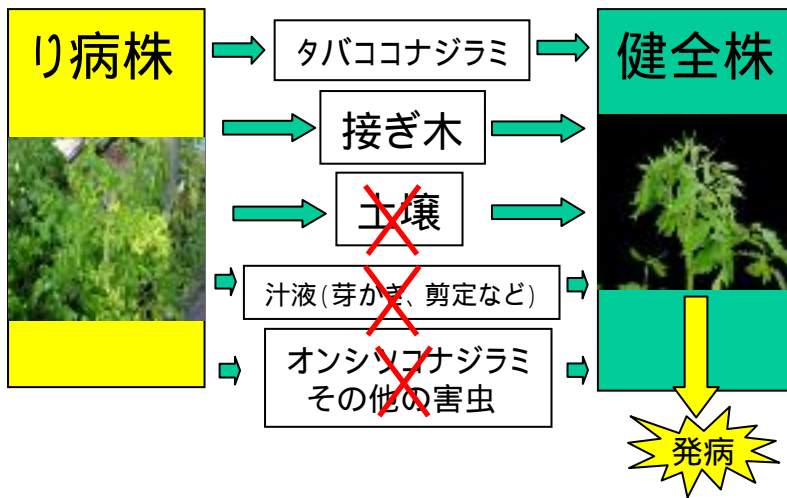 り病株
タバココナジラミ
健全株
接ぎ木
土壌
汁液(芽かき、剪定など)
オンシツコナジラミ
その他の害虫
発病